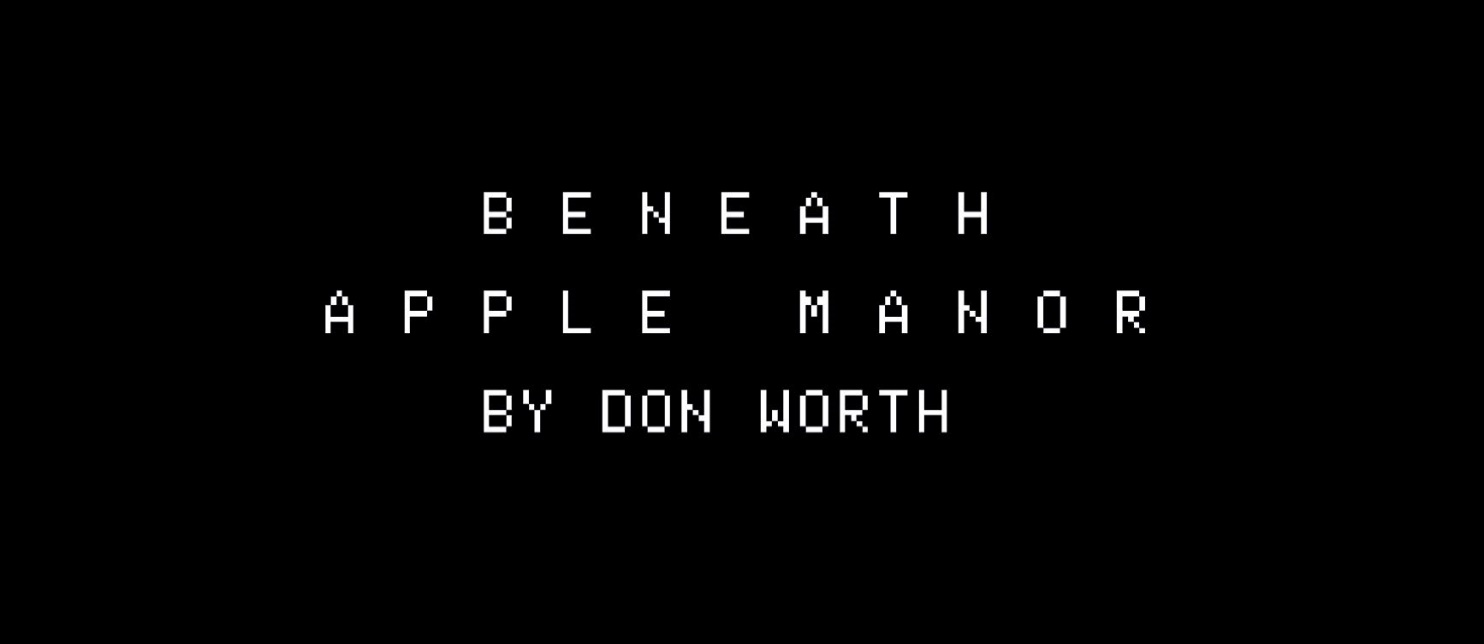 B E N E A T H
A P P L E   M A N O R
BY DON WORTH